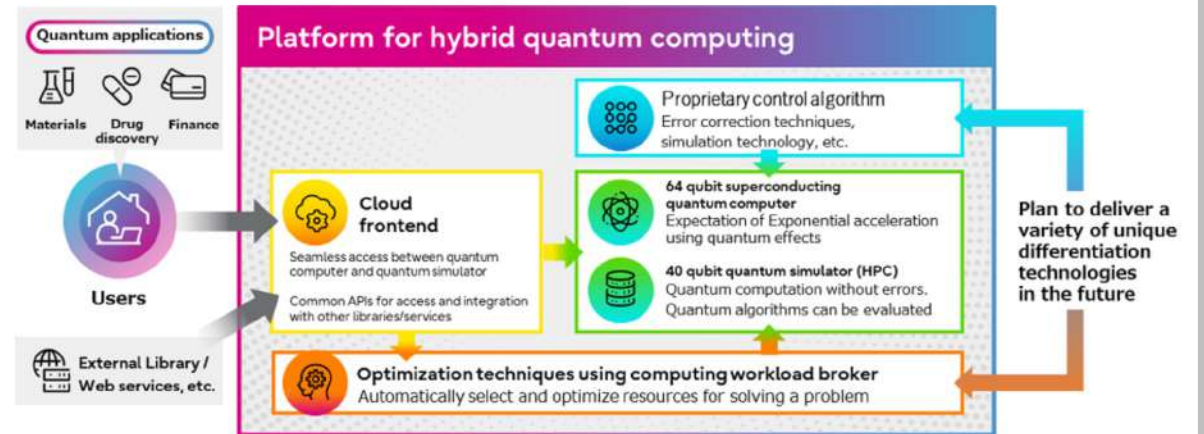 Quantum applications
Materials
Drug
discovery
Finance
Users
External Library /
Web services, etc.
Platform for hybrid quantum computing
Proprietary control algorithm
Error correction techniques,
simulation technology, etc.
Cloud
frontend
Seamless access between quantum
computer and quantum simulator
Common APIs for access and integration
with other libraries/services
64 qubit superconducting
quantum computer
Expectation of Exponential acceleration
using quantum effects
40 qubit quantum simulator (HPC)
Quantum computation without errors.
Quantum algorithms can be evaluated
Optimization techniques using computing workload broker
Automatically select and optimize resources for solving a problem
Plan to deliver a
variety of unique
differentiation
technologies
in the future